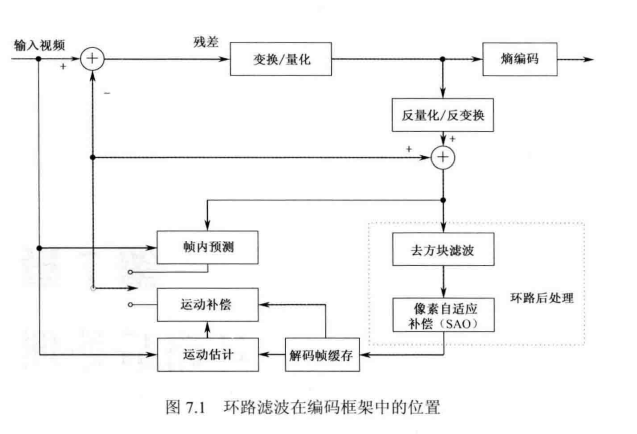 输入视频
残差
变换/量化
熵编码
+
+
−
反量化/反变换
+
+
+
帧内预测
去方块滤波
环路后处理
运动补偿
像素自适应
补偿(SAO)
运动估计
解码帧缓存
图 7.1 环路滤波在编码框架中的位置